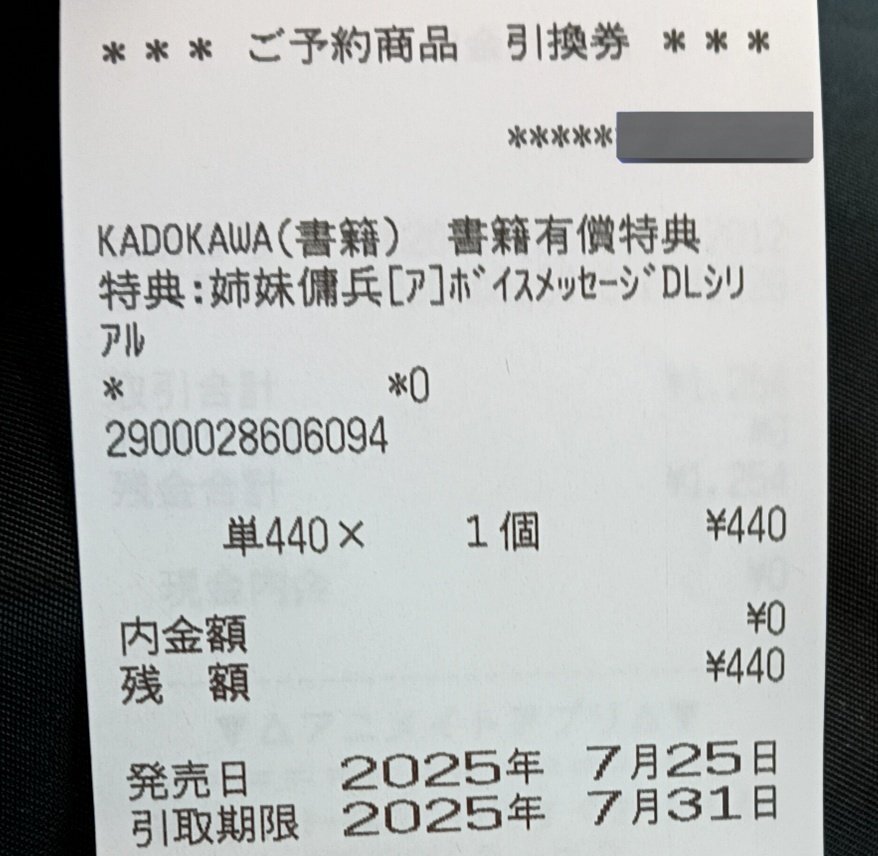 *** ご予約商品 引換券 ***
*****
KADOKAWA(書籍) 書籍有償特典
特典:姉妹傭兵[ア]ﾎﾞｲｽﾒｯｾｰｼﾞDLｼﾘ
ｱﾙ
* *0
2900028606094
単440× 1個 ¥440
内金額 ¥0
残 額 ¥440
発売日 2025年 7月25日
引取期限 2025年 7月31日